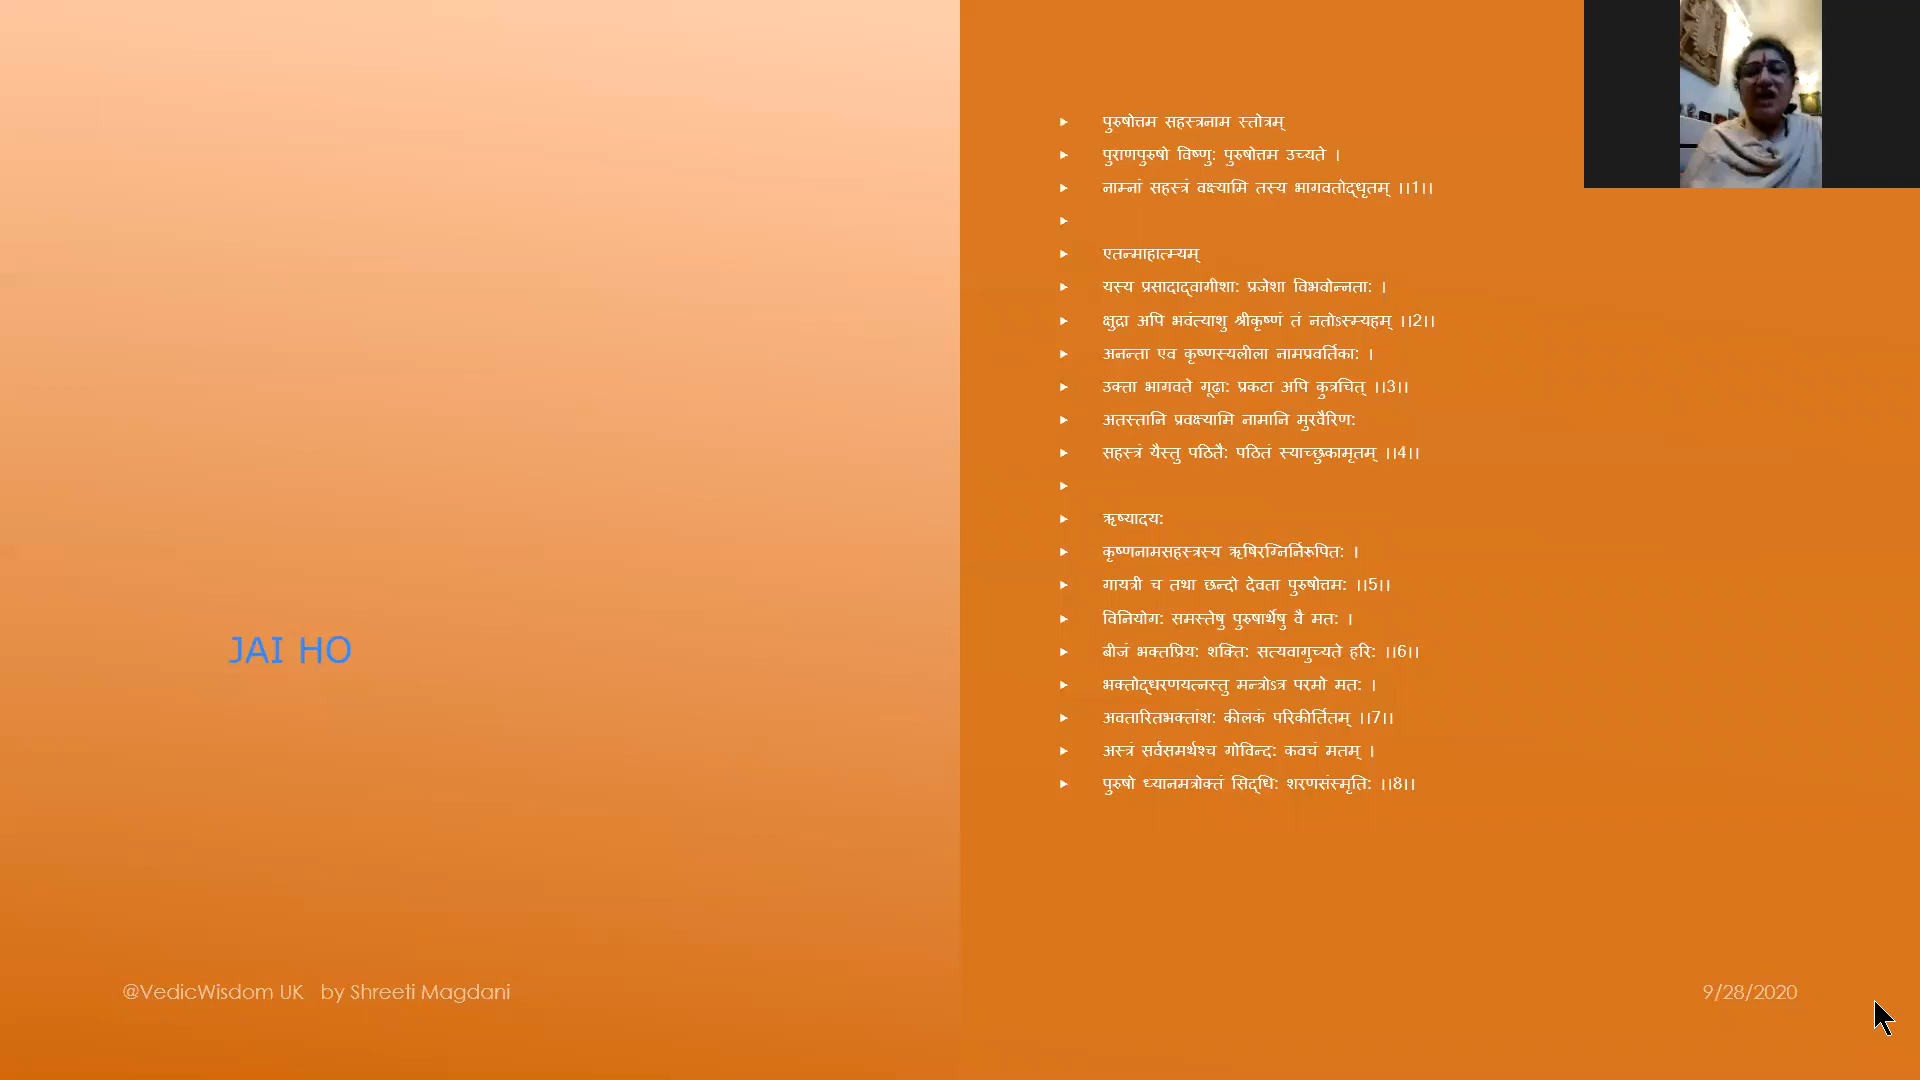 पुरुषोत्तम सहस्त्रनाम स्तोत्रम्
पुराणपुरुषो विष्णु: पुरुषोत्तम उच्यते ।
नाम्नां सहस्त्रं वक्ष्यामि तस्य भागवतोद्धृतम् ।।1।।
एतन्माहात्म्यम्
यस्य प्रसादाद्वागीशा: प्रजेशा विभवोन्नता: ।
क्षुद्रा अपि भवंत्याशु श्रीकृष्णं तं नतोऽस्म्यहम् ।।2।।
अनन्ता एव कृष्णस्यलीला नामप्रवर्तिका: ।
उक्ता भागवते गूढ़ा: प्रकटा अपि कुत्रचित् ।।3।।
अतस्तानि प्रवक्ष्यामि नामानि मुरवैरिण:
सहस्त्रं यैस्तु पठितै: पठितं स्याच्छुकामृतम् ।।4।।
ऋष्यादय:
कृष्णनामसहस्त्रस्य ऋषिरग्निर्निरूपित: ।
गायत्री च तथा छन्दो देवता पुरुषोत्तम: ।।5।।
विनियोग: समस्तेषु पुरुषार्थेषु वै मत: ।
बीजं भक्तप्रिय: शक्ति: सत्यवागुच्यते हरि: ।।6।।
भक्तोद्धरणयत्नस्तु मन्त्रोऽत्र परमो मत: ।
अवतारितभक्तांश: कीलकं परिकीर्तितम् ।।7।।
अस्त्रं सर्वसमर्थश्च गोविन्द: कवचं मतम् ।
पुरुषो ध्यानमत्रोक्तं सिद्धि: शरणसंस्मृति: ।।8।।
JAI HO
@VedicWisdom UK by Shreeti Magdani
9/28/2020